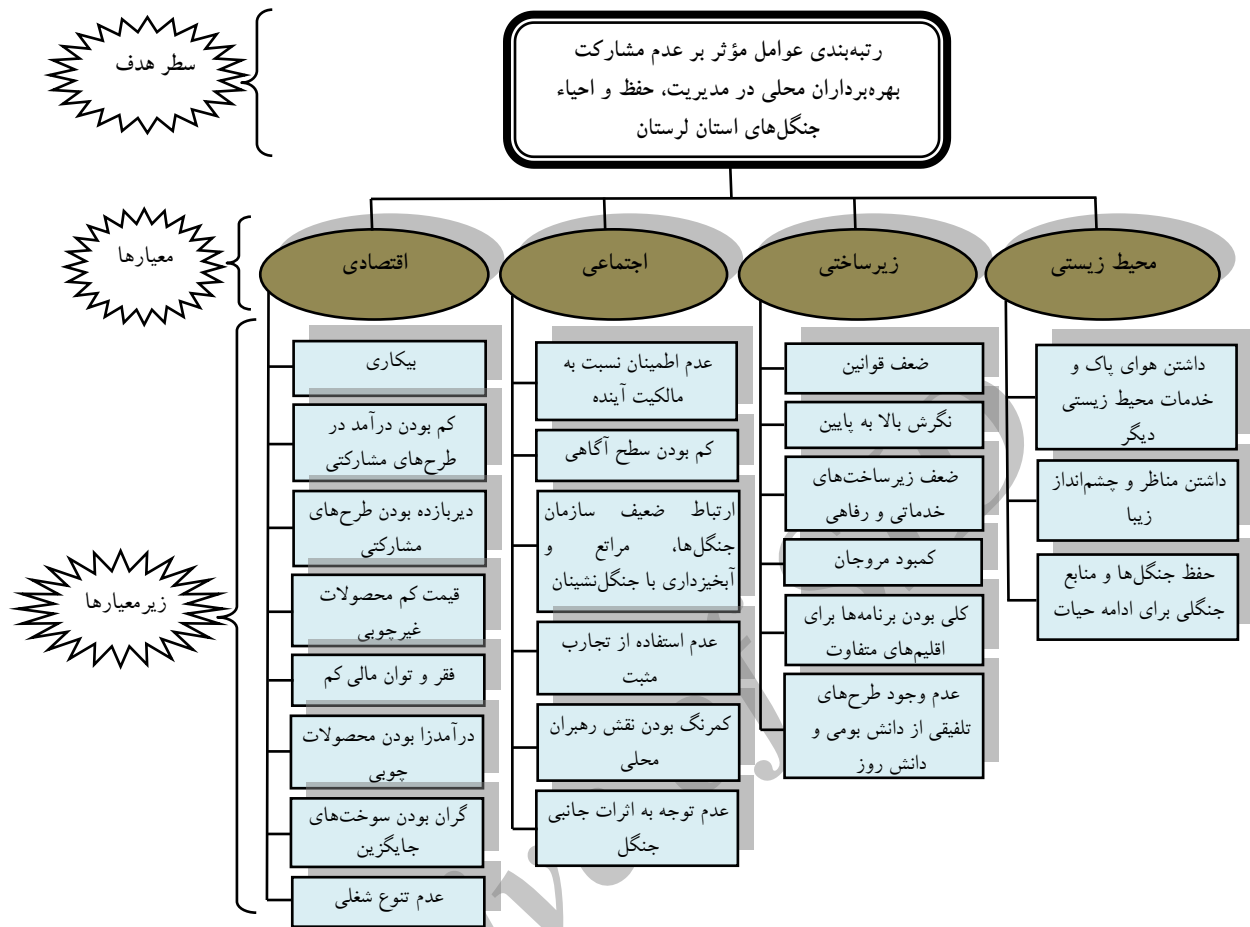 سطر هدف
رتبه‌بندی عوامل مؤثر بر عدم مشارکت
بهره‌برداران محلی در مدیریت، حفظ و احیاء
جنگل‌های استان لرستان
معیارها
محیط زیستی
زیرساختی
اجتماعی
اقتصادی
زیرمعیارها
داشتن هوای پاک و
خدمات محیط زیستی
دیگر
داشتن مناظر و چشم‌انداز
زیبا
حفظ جنگل‌ها و منابع
جنگلی برای ادامه حیات
ضعف قوانین
نگرش بالا به پایین
ضعف زیرساخت‌های
خدماتی و رفاهی
کمبود مروجان
کلی بودن برنامه‌ها برای
اقلیم‌های متفاوت
عدم وجود طرح‌های
تلفیقی از دانش بومی و
دانش روز
عدم اطمینان نسبت به
مالکیت آینده
کم بودن سطح آگاهی
ارتباط ضعیف سازمان
جنگل‌ها، مراتع و
آبخیزداری با جنگل‌نشینان
عدم استفاده از تجارب
مثبت
کمرنگ بودن نقش رهبران
محلی
عدم توجه به اثرات جانبی
جنگل
بیکاری
کم بودن درآمد در
طرح‌های مشارکتی
دیربازده بودن طرح‌های
مشارکتی
قیمت کم محصولات
غیرچوبی
فقر و توان مالی کم
درآمدزا بودن محصولات
چوبی
گران بودن سوخت‌های
جایگزین
عدم تنوع شغلی